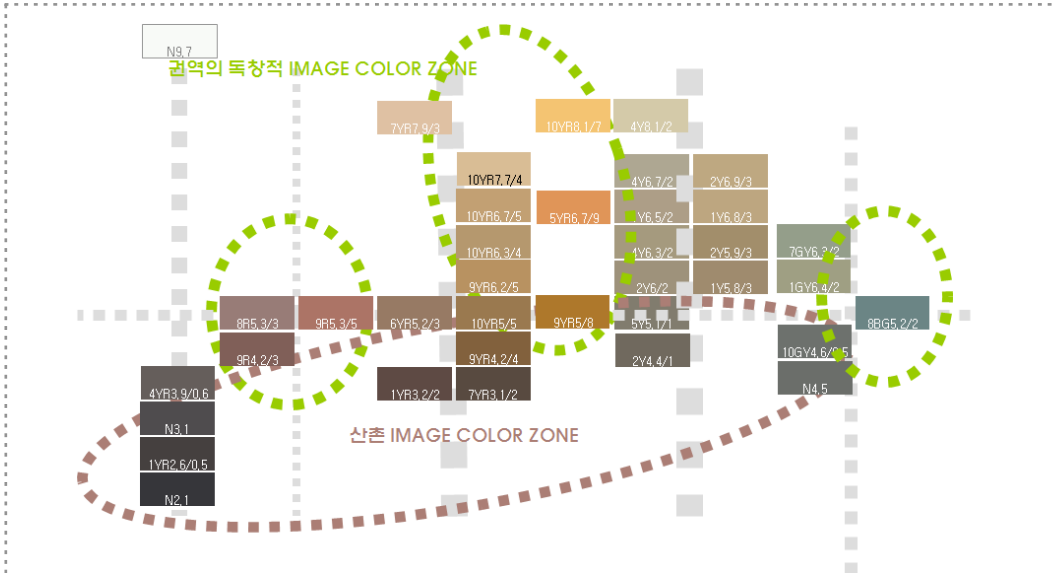 N9,7
권역의 독창적 IMAGE COLOR ZONE
7YR7,9/3
10YR8,1/7
4Y8,1/2
10YR7,7/4
4Y6,7/2
2Y6,9/3
10YR6,7/5
5YR6,7/9
1Y6,8/3
10YR6,3/4
4Y6,3/2
2Y5,9/3
7GY6,3/2
9YR6,2/5
2Y6/2
1Y5,8/3
1GY6,4/2
8R5,3/3
9R5,3/5
6YR5,2/3
10YR5/5
9YR5/8
5Y5,1/1
8BG5,2/2
9R4,2/3
9YR4,2/4
2Y4,4/1
10GY4,6/0,5
4YR3,9/0,6
1YR3,2/2
7YR3,1/2
N4,5
N3,1
산촌 IMAGE COLOR ZONE
1YR2,6/0,5
N2,1